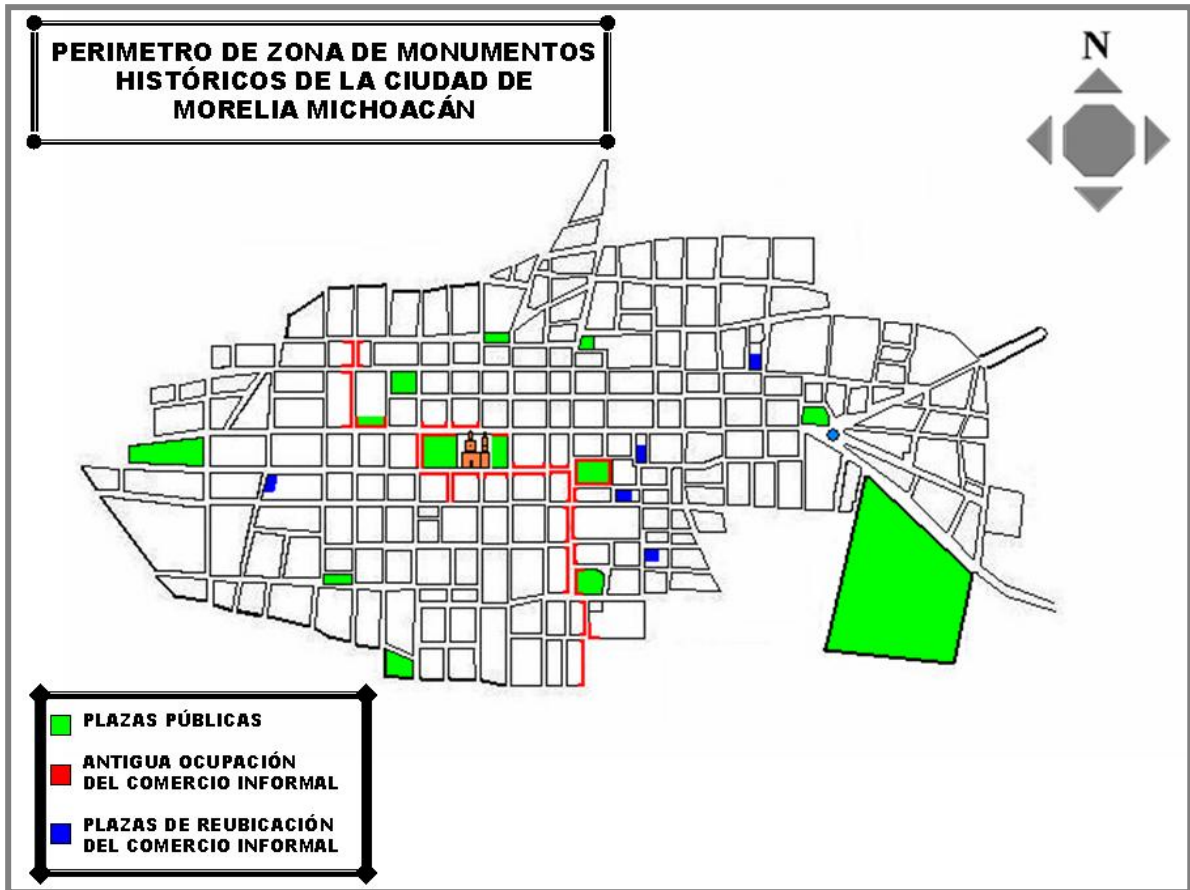 PERIMETRO DE ZONA DE MONUMENTOS
HISTÓRICOS DE LA CIUDAD DE
MORELIA MICHOACÁN
N
PLAZAS PÚBLICAS
ANTIGUA OCUPACIÓN
DEL COMERCIO INFORMAL
PLAZAS DE REUBICACIÓN
DEL COMERCIO INFORMAL